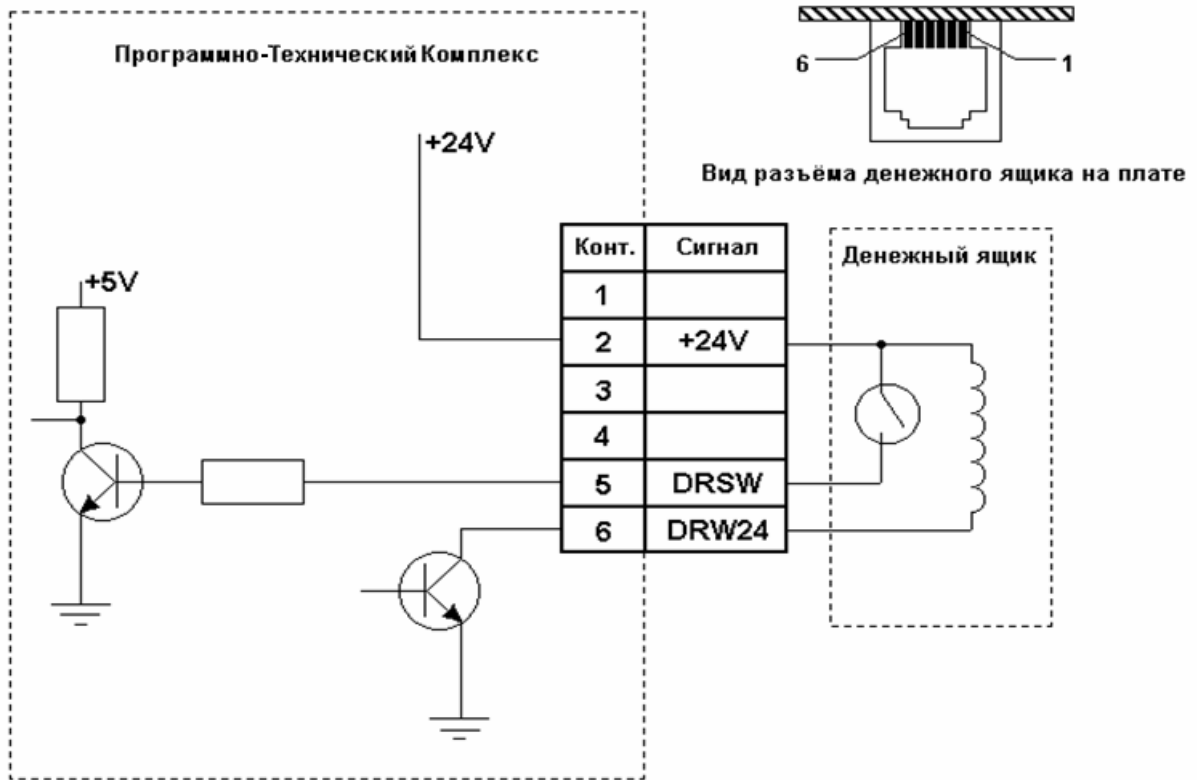 Программно-Технический Комплекс
6
1
Вид разъёма денежного ящика на плате
+24V
+5V
Конт. Сигнал
1
2 +24V
3
4
5 DRSW
6 DRW24
Денежный ящик